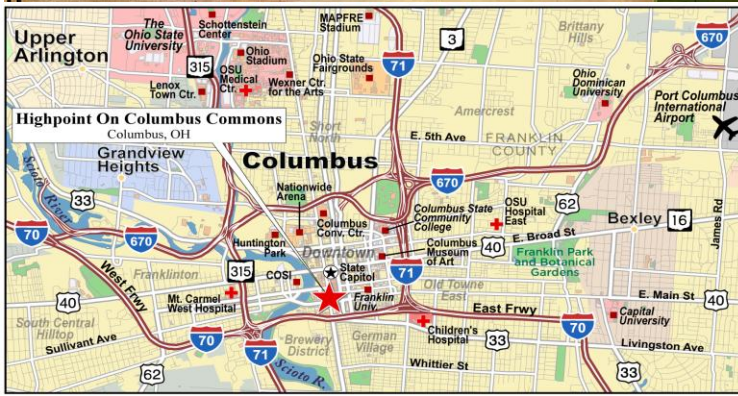 The
Ohio State
University
Schottenstein
Center
MAPFRE
Stadium
3
Brittany
Hills
670
Upper
Arlington
315
Ohio
Stadium
OSU
Medical
Ctr.
Ohio State
Fairgrounds
71
Lenox
Town Ctr.
Wexner Ctr.
for the Arts
Ohio
Dominican
University
Port Columbus
International
Airport
Amercrest
Highpoint On Columbus Commons
Columbus, OH
Short
North
E. 5th Ave
FRANKLIN
COUNTY
Grandview
Heights
Columbus
670
Scioto River
33
Nationwide
Arena
Columbus State
Community
College
OSU
Hospital
East
62
Bexley
16
James Rd
70
670
Huntington
Park
Columbus
Conv. Ctr.
Downtown
Columbus
Museum
of Art
40
E. Broad St
Franklin Park
and Botanical
Gardens
West Frwy
Franklinton
315
COSI
State
Capitol
71
Old Towne
East
40
Mt. Carmel
West Hospital
Franklin
Univ.
East Frwy
E. Main St
40
South Central
Hilltop
Sullivant Ave
70
71
Brewery
District
German
Village
Children's
Hospital
33
70
Capital
University
Livingston Ave
62
Scioto R.
Whittier St
33